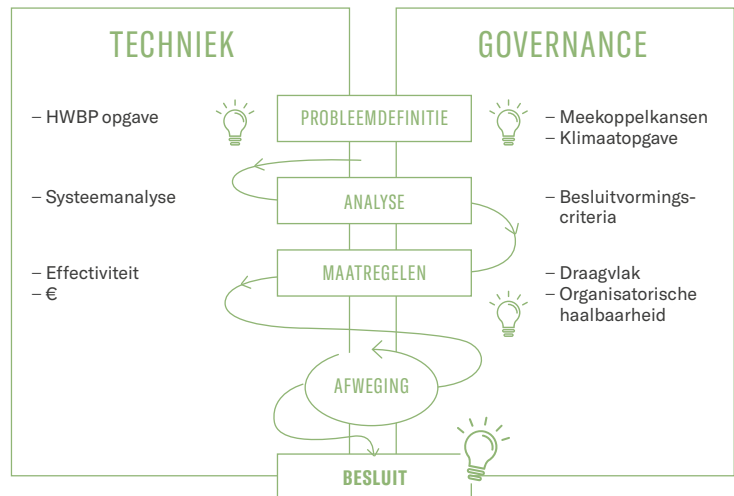 TECHNIEK
GOVERNANCE
– HWBP opgave
PROBLEEMDEFINITIE
– Meekoppelkansen
– Klimaatopgave
– Systeemanalyse
ANALYSE
– Besluitvormings-
criteria
– Effectiviteit
– €
MAATREGELEN
– Draagvlak
– Organisatorische
haalbaarheid
AFWEGING
BESLUIT